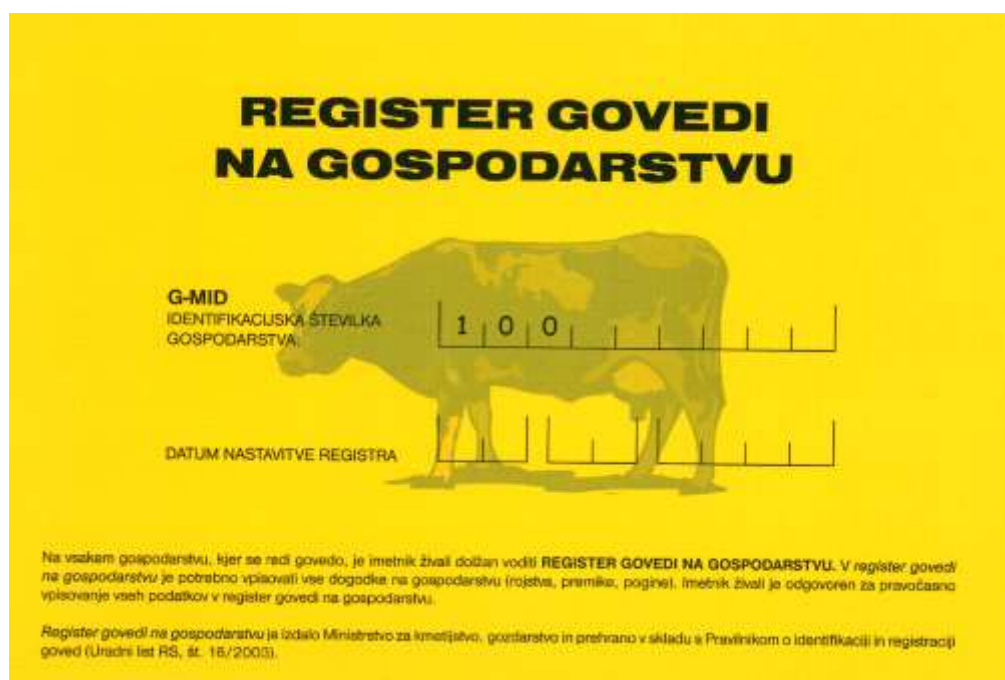 REGISTER GOVEDI
NA GOSPODARSTVU
G-MID
IDENTIFIKACIJSKA ŠTEVILKA
GOSPODARSTVA:
1 0 0
DATUM NASTAVITVE REGISTRA
Na vsakem gospodarstvu, kjer se redi govedo, je imetnik živali dolžan voditi REGISTER GOVEDI NA GOSPODARSTVU. V register govedi
na gospodarstvu je potrebno vpisovati vse dogodke na gospodarstvu (rojstva, premike, pogine). Imetnik živali je odgovoren za pravočasno
vpisovanje vseh podatkov v register govedi na gospodarstvu.
Register govedi na gospodarstvu je izdalo Ministrstvo za kmetijstvo, gozdarstvo in prehrano v skladu s Pravilnikom o identifikaciji in registraciji
goved (Uradni list RS, št. 16/2003).